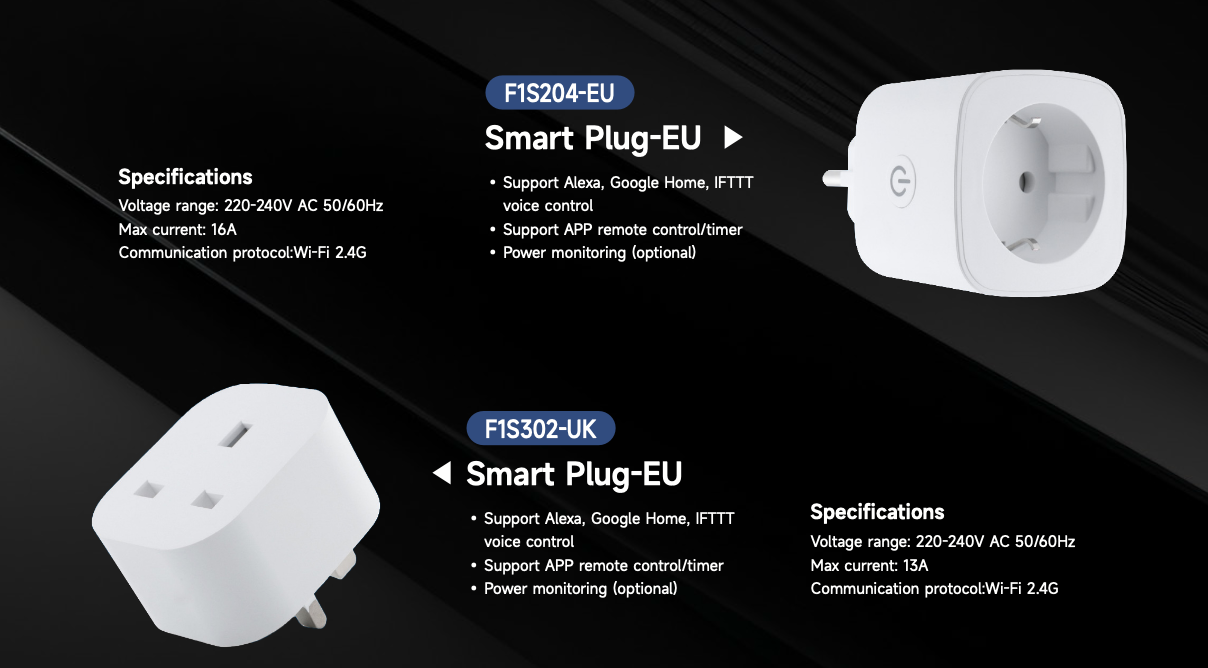 F1S204-EU
Smart Plug-EU
• Support Alexa, Google Home, IFTTT
voice control
• Support APP remote control/timer
• Power monitoring (optional)
Specifications
Voltage range: 220-240V AC 50/60Hz
Max current: 16A
Communication protocol:Wi-Fi 2.4G
F1S302-UK
Smart Plug-EU
• Support Alexa, Google Home, IFTTT
voice control
• Support APP remote control/timer
• Power monitoring (optional)
Specifications
Voltage range: 220-240V AC 50/60Hz
Max current: 13A
Communication protocol:Wi-Fi 2.4G